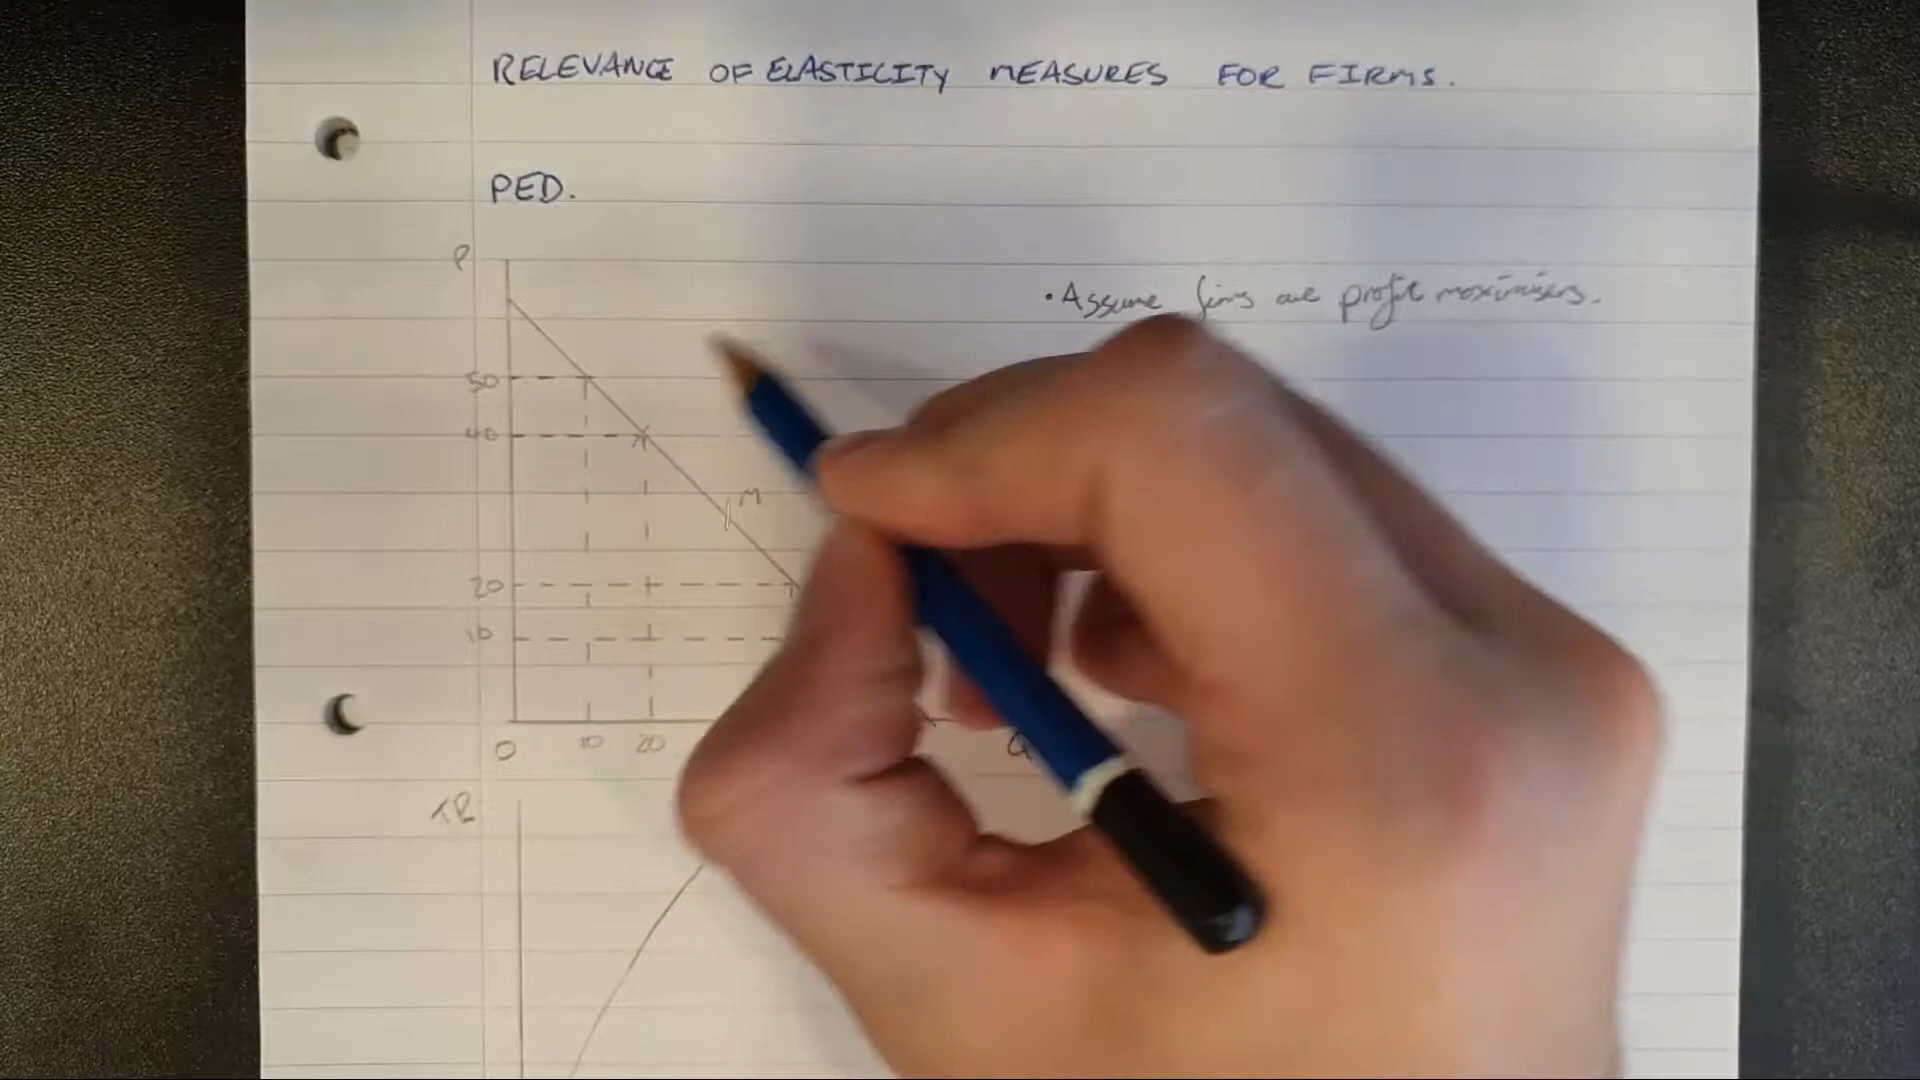 RELEVANCE OF ELASTICITY MEASURES FOR FIRMS.
PED.
P
• Assume firms are profit maximisers.
50
40
M
20
10
0 10 20 Q
TR